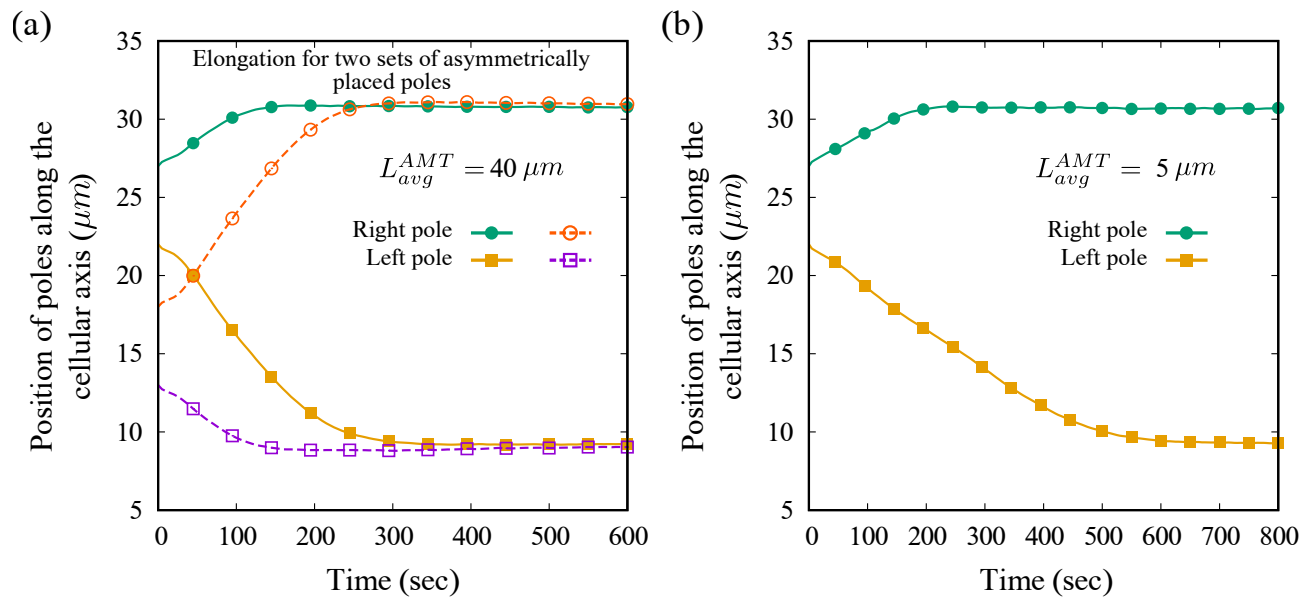 (a)
Position of poles along the
cellular axis (μm)
35
30
25
20
15
10
5
Elongation for two sets of asymmetrically
placed poles
L_{avg}^{AMT} = 40 μm
Right pole
Left pole
0 100 200 300 400 500 600
Time (sec)
(b)
Position of poles along the
cellular axis (μm)
35
30
25
20
15
10
5
L_{avg}^{AMT} = 5 μm
Right pole
Left pole
0 100 200 300 400 500 600 700 800
Time (sec)